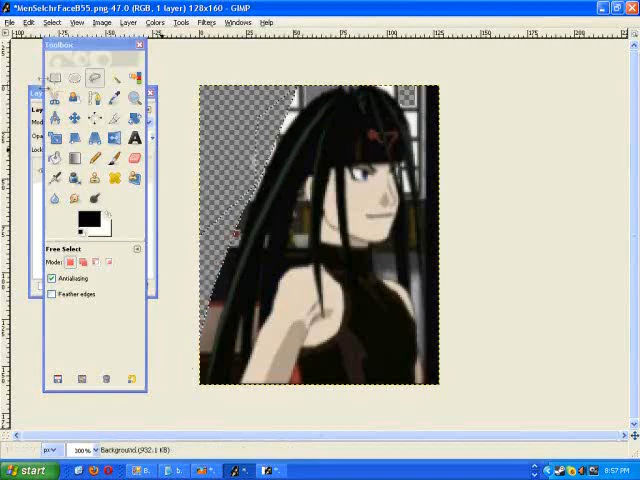 *MenSelchrFaceB55.png-47.0 (RGB, 1 layer) 128x160 – GIMP
File Edit Select View Image Layer Colors Tools Filters Windows Help
Toolbox
Free Select
Mode:
Antialiasing
Feather edges
px
100%
Background (932.1 KB)
start
8:57 PM